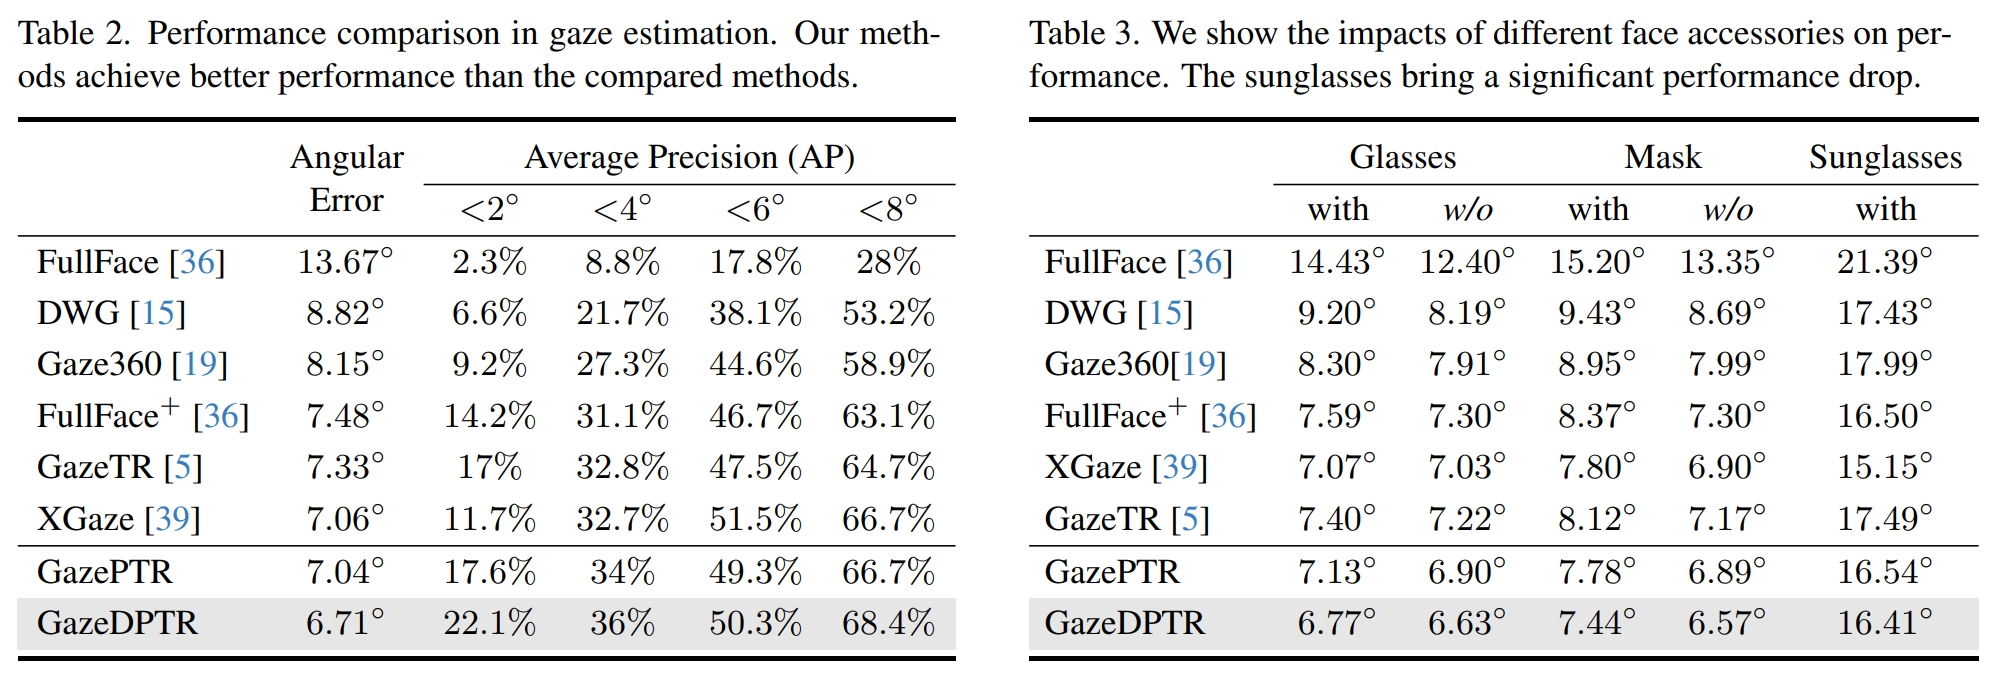 Table 2. Performance comparison in gaze estimation. Our meth-
ods achieve better performance than the compared methods.
Angular Error Average Precision (AP)
<2° <4° <6° <8°
FullFace [36] 13.67° 2.3% 8.8% 17.8% 28%
DWG [15] 8.82° 6.6% 21.7% 38.1% 53.2%
Gaze360 [19] 8.15° 9.2% 27.3% 44.6% 58.9%
FullFace+ [36] 7.48° 14.2% 31.1% 46.7% 63.1%
GazeTR [5] 7.33° 17% 32.8% 47.5% 64.7%
XGaze [39] 7.06° 11.7% 32.7% 51.5% 66.7%
GazePTR 7.04° 17.6% 34% 49.3% 66.7%
GazeDPTR 6.71° 22.1% 36% 50.3% 68.4%
Table 3. We show the impacts of different face accessories on per-
formance. The sunglasses bring a significant performance drop.
Glasses Mask Sunglasses
with w/o with w/o with
FullFace [36] 14.43° 12.40° 15.20° 13.35° 21.39°
DWG [15] 9.20° 8.19° 9.43° 8.69° 17.43°
Gaze360[19] 8.30° 7.91° 8.95° 7.99° 17.99°
FullFace+ [36] 7.59° 7.30° 8.37° 7.30° 16.50°
XGaze [39] 7.07° 7.03° 7.80° 6.90° 15.15°
GazeTR [5] 7.40° 7.22° 8.12° 7.17° 17.49°
GazePTR 7.13° 6.90° 7.78° 6.89° 16.54°
GazeDPTR 6.77° 6.63° 7.44° 6.57° 16.41°